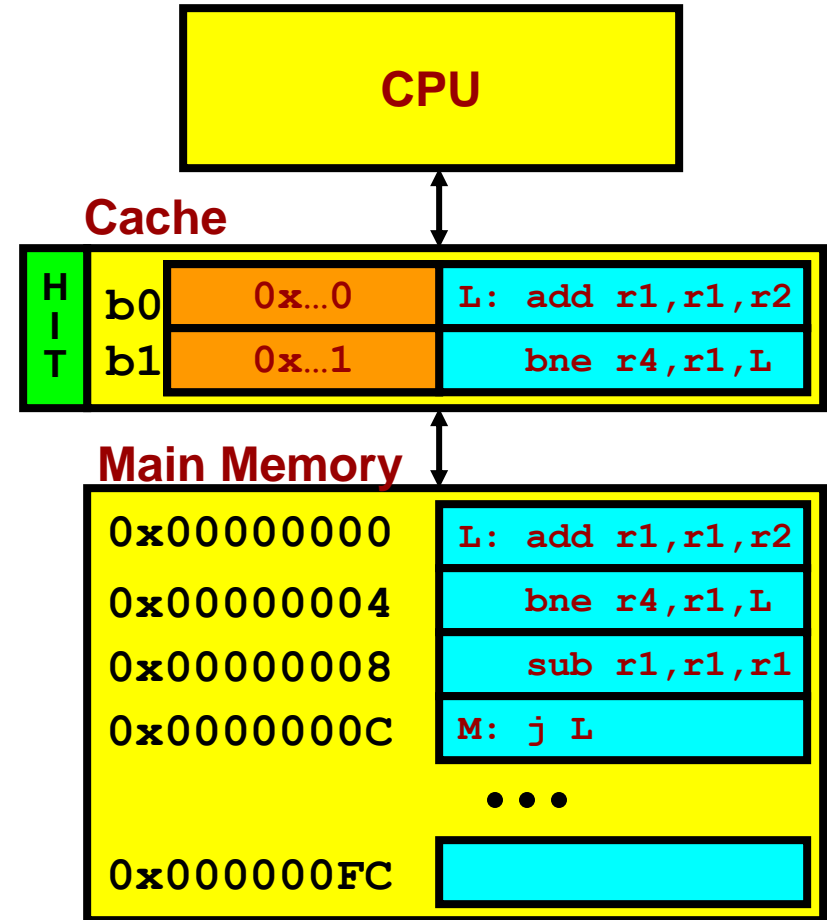 CPU
Cache
HIT
b0 0x…0 L: add r1,r1,r2
b1 0x…1 bne r4,r1,L
Main Memory
0x00000000 L: add r1,r1,r2
0x00000004 bne r4,r1,L
0x00000008 sub r1,r1,r1
0x0000000C M: j L
•••
0x000000FC